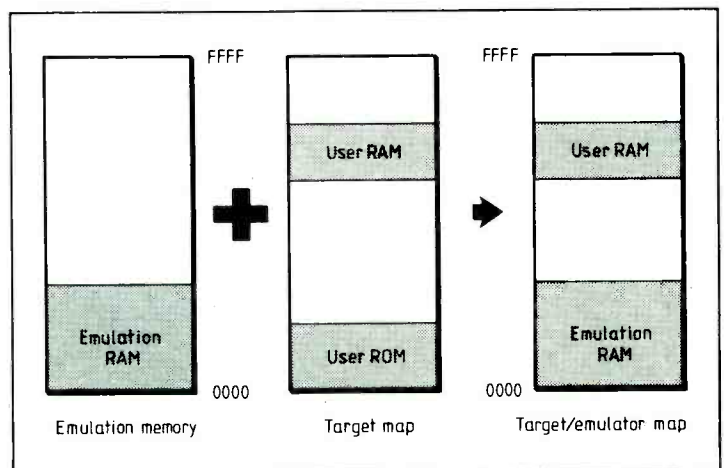 FFFF
FFFF
User RAM
User RAM
Emulation
RAM
User ROM
Emulation
RAM
0000
0000
Emulation memory
Target map
Target/emulator map